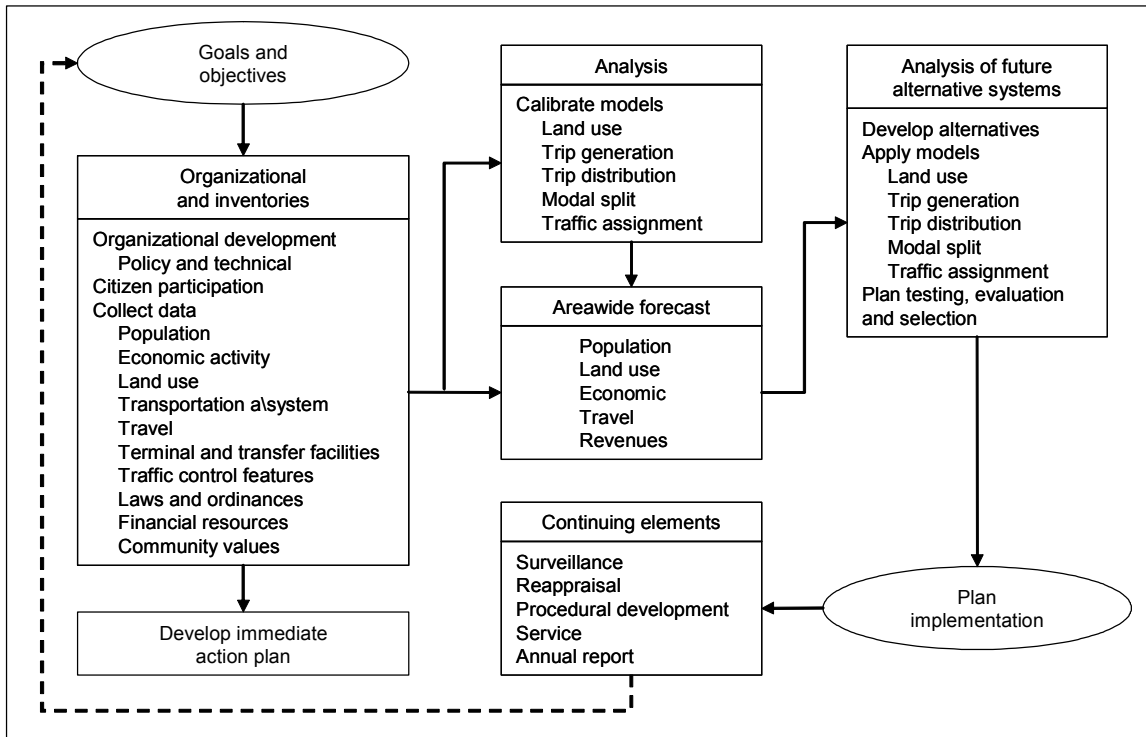 Goals and
objectives
Organizational
and inventories
Organizational development
Policy and technical
Citizen participation
Collect data
Population
Economic activity
Land use
Transportation a\system
Travel
Terminal and transfer facilities
Traffic control features
Laws and ordinances
Financial resources
Community values
Develop immediate
action plan
Analysis
Calibrate models
Land use
Trip generation
Trip distribution
Modal split
Traffic assignment
Areawide forecast
Population
Land use
Economic
Travel
Revenues
Analysis of future
alternative systems
Develop alternatives
Apply models
Land use
Trip generation
Trip distribution
Modal split
Traffic assignment
Plan testing, evaluation
and selection
Plan
implementation
Continuing elements
Surveillance
Reappraisal
Procedural development
Service
Annual report